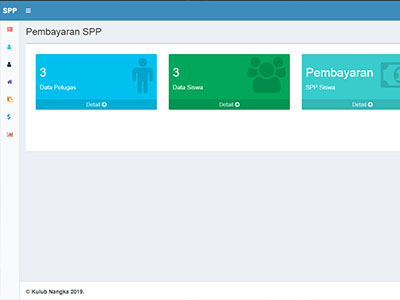 SPP
Pembayaran SPP
3
Data Petugas
Detail
3
Data Siswa
Detail
Pembayaran
SPP Siswa
Detail
© Kulub Nangka 2019.